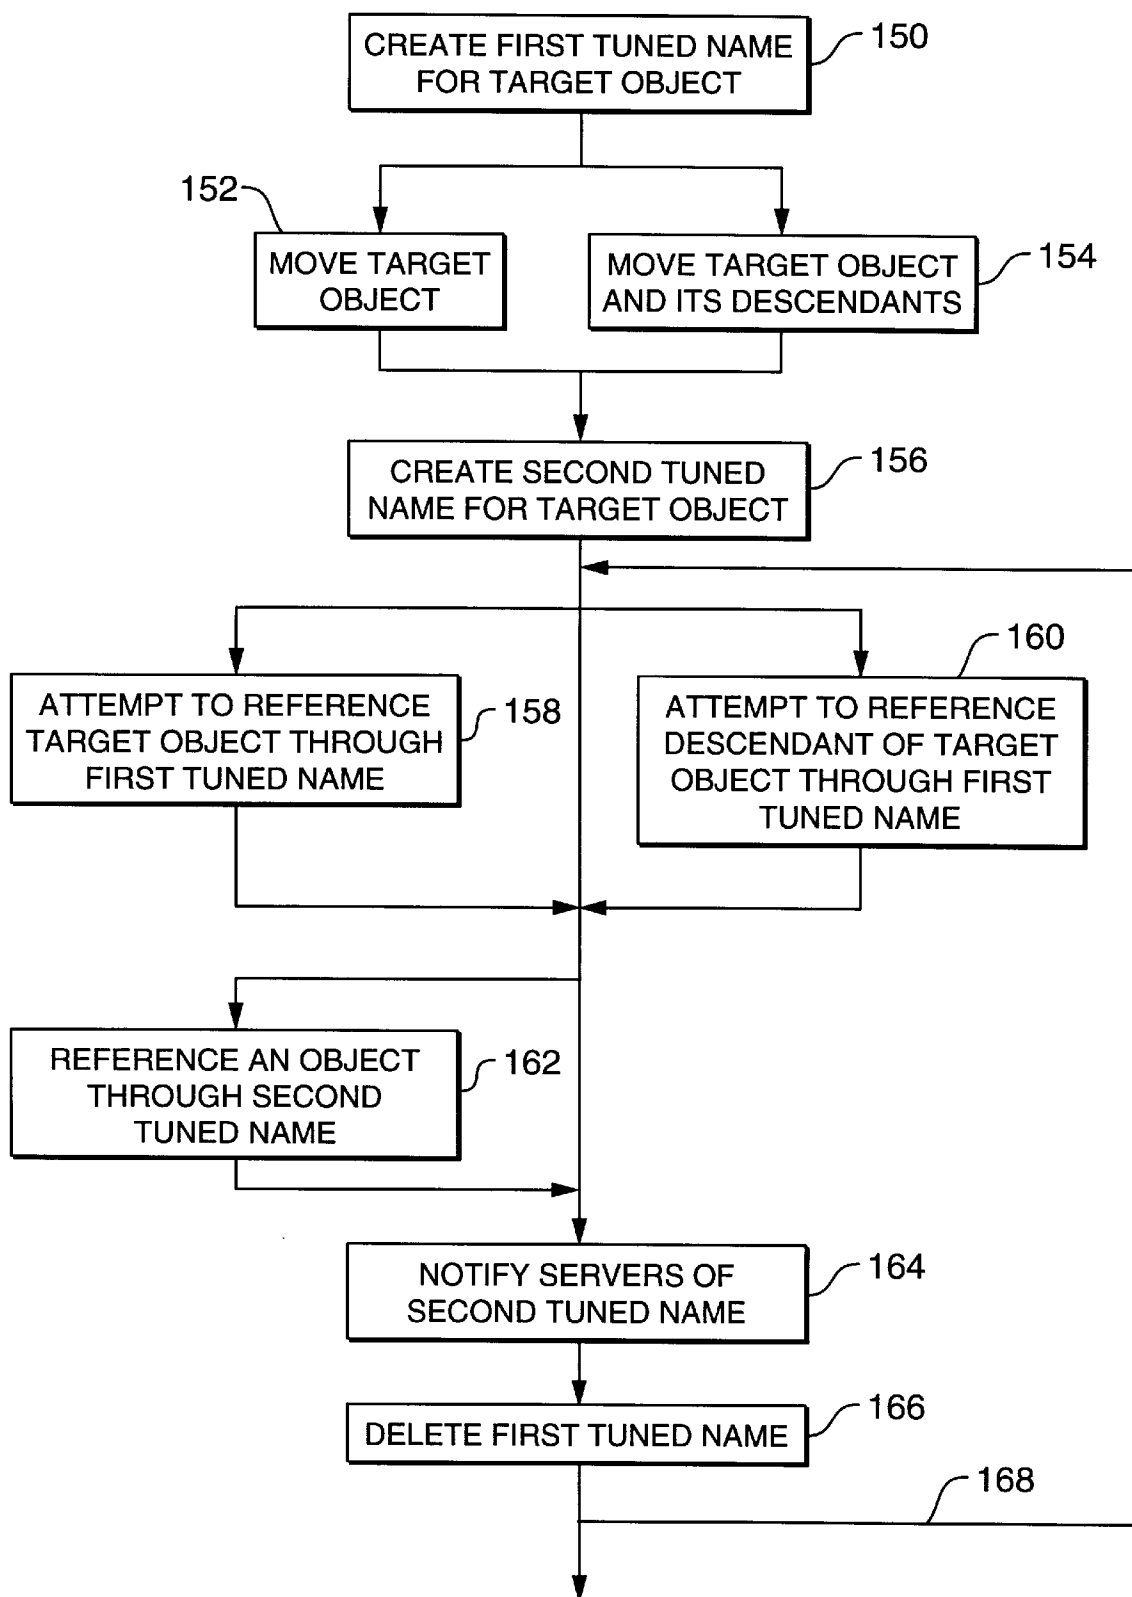 CREATE FIRST TUNED NAME
FOR TARGET OBJECT
150
152
MOVE TARGET
OBJECT
MOVE TARGET OBJECT
AND ITS DESCENDANTS
154
CREATE SECOND TUNED
NAME FOR TARGET OBJECT
156
ATTEMPT TO REFERENCE
TARGET OBJECT THROUGH
FIRST TUNED NAME
158
160
ATTEMPT TO REFERENCE
DESCENDANT OF TARGET
OBJECT THROUGH FIRST
TUNED NAME
REFERENCE AN OBJECT
THROUGH SECOND
TUNED NAME
162
NOTIFY SERVERS OF
SECOND TUNED NAME
164
DELETE FIRST TUNED NAME
166
168